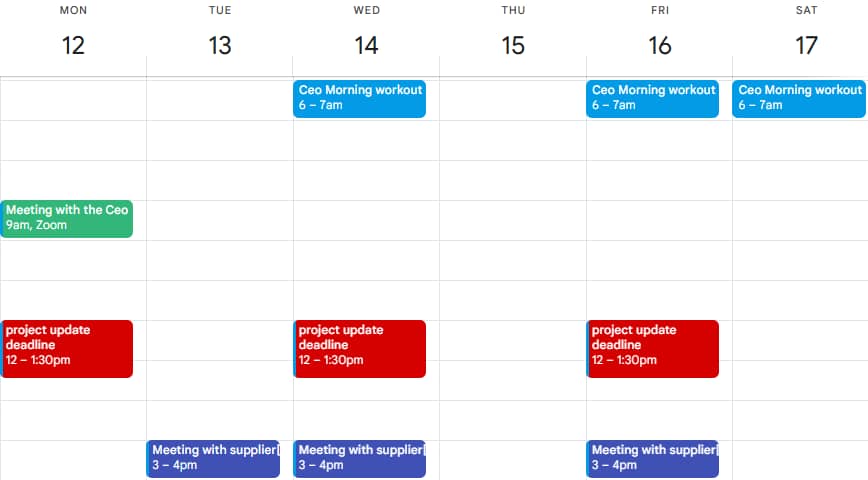 MON
TUE
WED
THU
FRI
SAT
12
13
14
15
16
17
Ceo Morning workout
6 – 7am
Ceo Morning workout
6 – 7am
Ceo Morning workout
6 – 7am
Meeting with the Ceo
9am, Zoom
project update
deadline
12 – 1:30pm
project update
deadline
12 – 1:30pm
project update
deadline
12 – 1:30pm
Meeting with supplier[
3 – 4pm
Meeting with supplier[
3 – 4pm
Meeting with supplier[
3 – 4pm